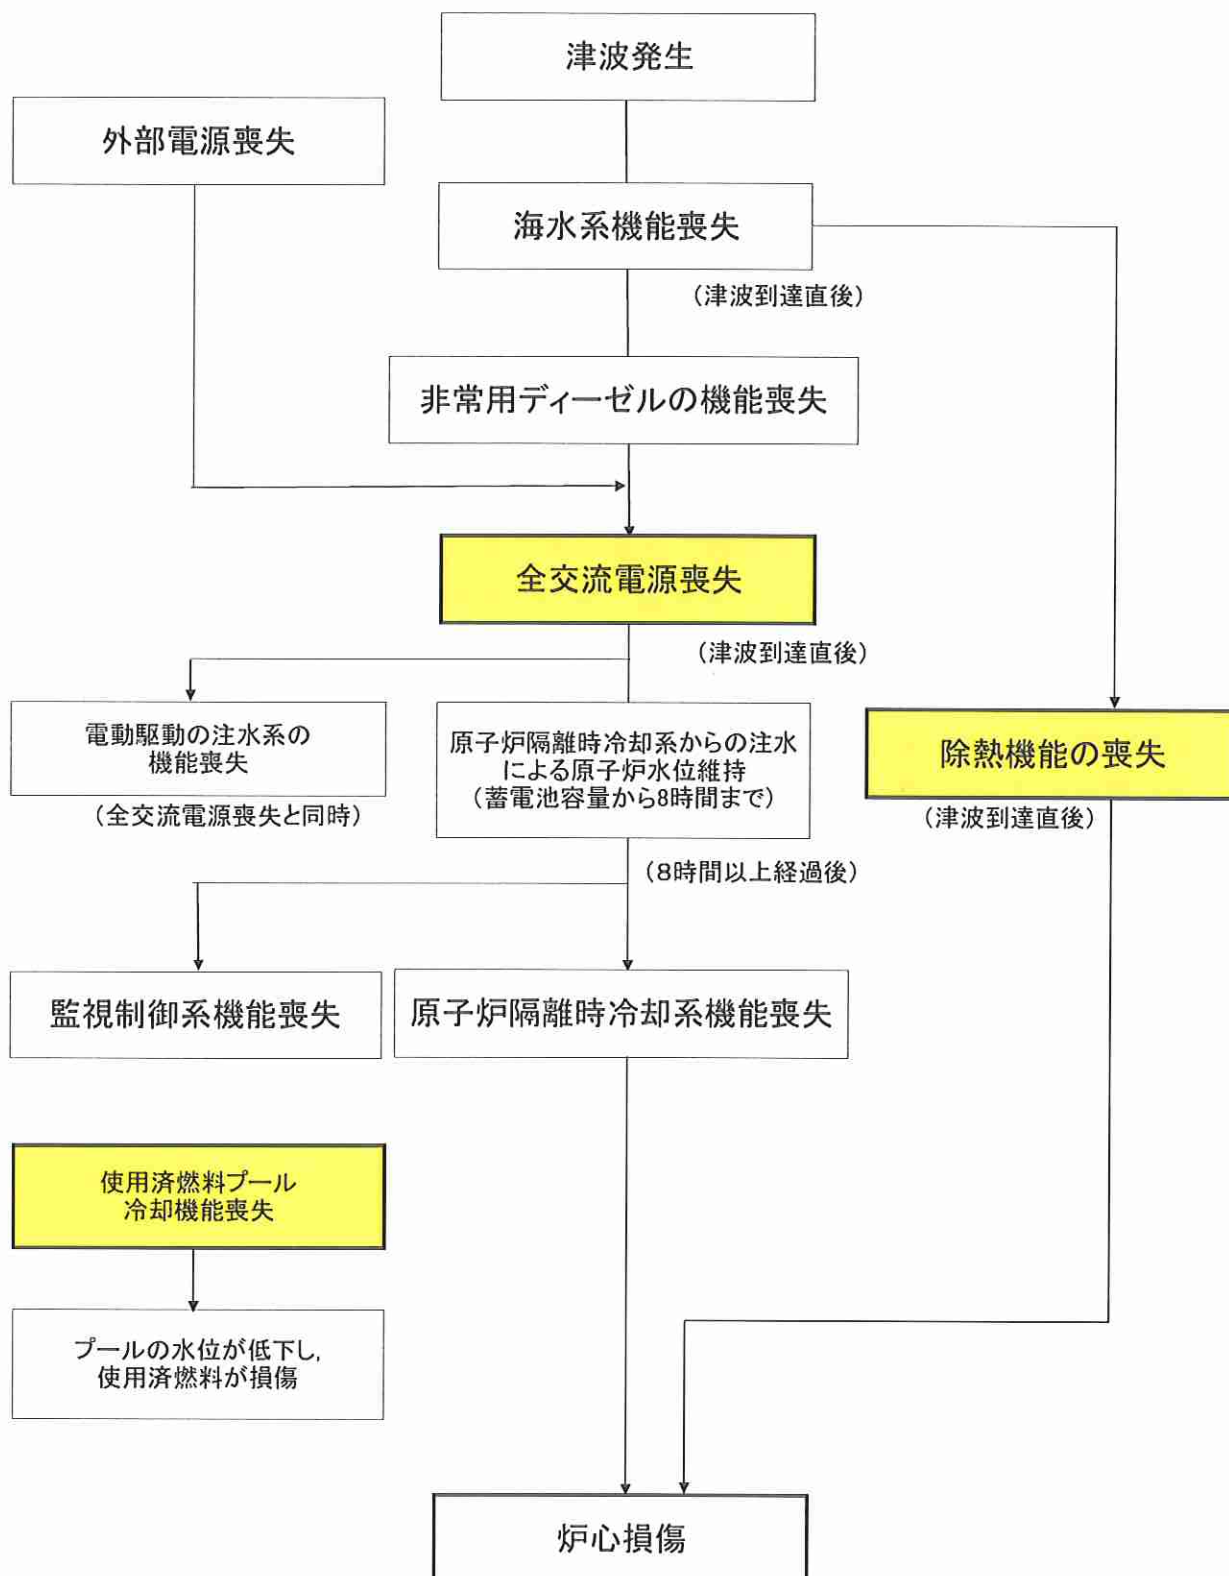 津波発生
外部電源喪失
海水系機能喪失
（津波到達直後）
非常用ディーゼルの機能喪失
全交流電源喪失
（津波到達直後）
電動駆動の注水系の
機能喪失
（全交流電源喪失と同時）
原子炉隔離時冷却系からの注水
による原子炉水位維持
（蓄電池容量から8時間まで）
除熱機能の喪失
（津波到達直後）
（8時間以上経過後）
監視制御系機能喪失
原子炉隔離時冷却系機能喪失
使用済燃料プール
冷却機能喪失
プールの水位が低下し,
使用済燃料が損傷
炉心損傷